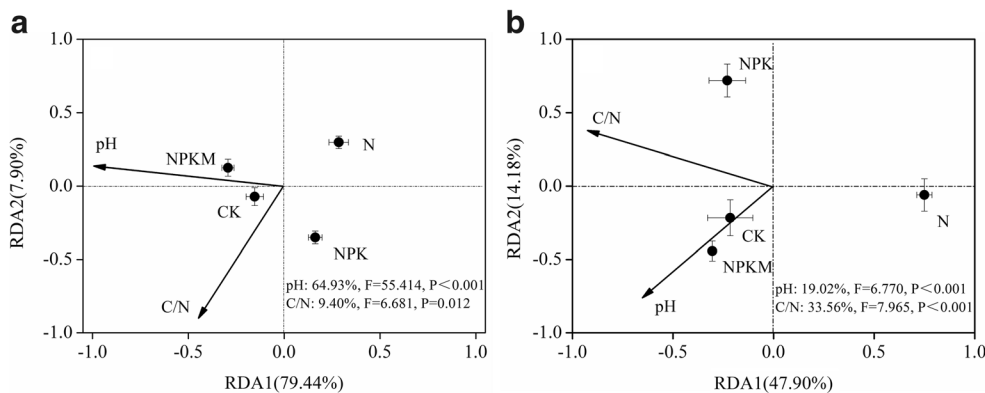 a
1.0
0.5
0.0
-0.5
-1.0
RDA2(7.90%)
pH
NPKM
N
CK
NPK
C/N
pH: 64.93%, F=55.414, P<0.001
C/N: 9.40%, F=6.681, P=0.012
-1.0 -0.5 0.0 0.5 1.0
RDA1(79.44%)
b
1.0
0.5
0.0
-0.5
-1.0
RDA2(14.18%)
NPK
C/N
N
CK
NPKM
pH
pH: 19.02%, F=6.770, P<0.001
C/N: 33.56%, F=7.965, P<0.001
-1.0 -0.5 0.0 0.5 1.0
RDA1(47.90%)